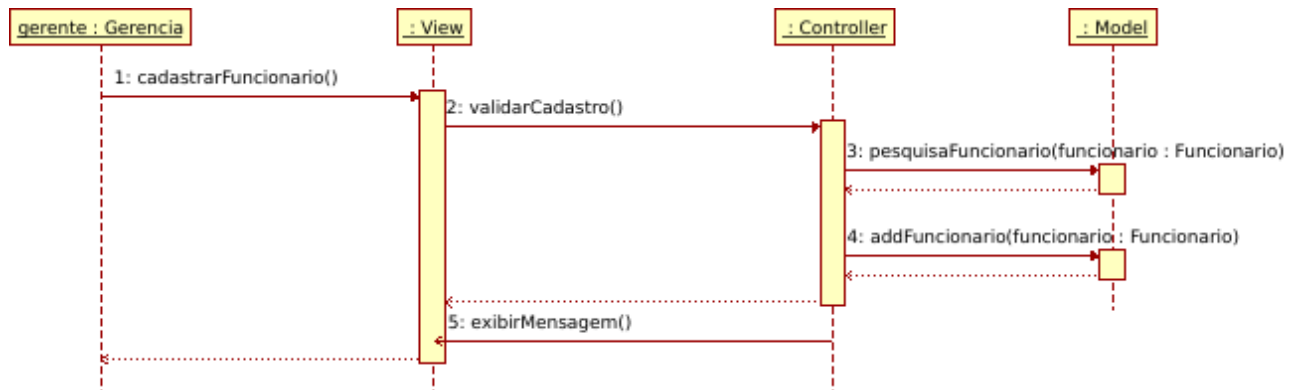 gerente : Gerencia
: View
: Controller
: Model
1: cadastrarFuncionario()
2: validarCadastro()
3: pesquisaFuncionario(funcionario : Funcionario)
4: addFuncionario(funcionario : Funcionario)
5: exibirMensagem()